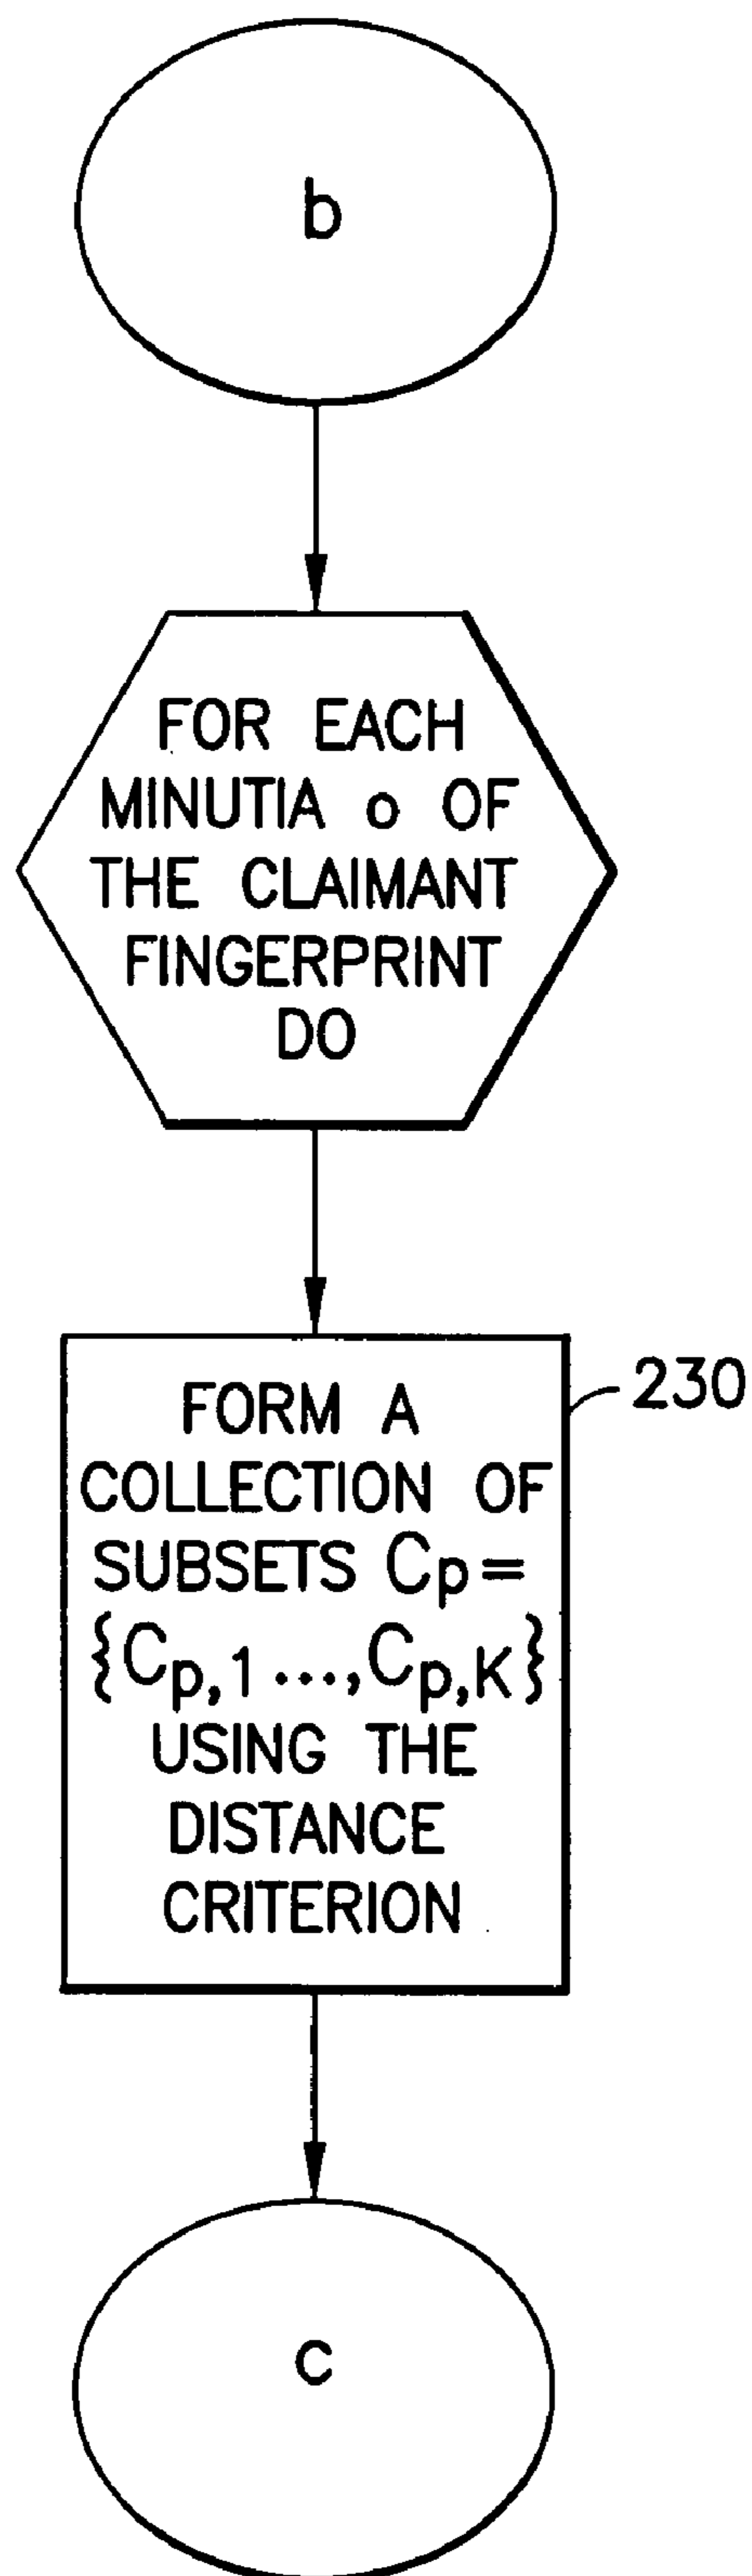 b
FOR EACH
MINUTIA o OF
THE CLAIMANT
FINGERPRINT
DO
230
FORM A
COLLECTION OF
SUBSETS Cp=
{Cp,1...,Cp,K}
USING THE
DISTANCE
CRITERION
c